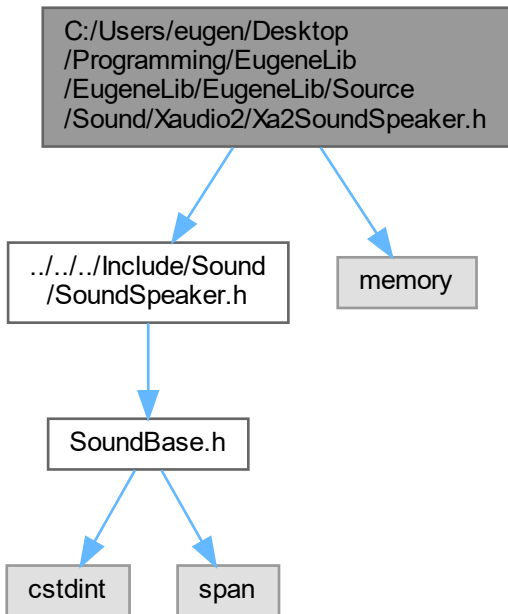 C:/Users/eugen/Desktop
/Programming/EugeneLib
/EugeneLib/EugeneLib/Source
/Sound/Xaudio2/Xa2SoundSpeaker.h
../../../Include/Sound
/SoundSpeaker.h
memory
SoundBase.h
cstdint
span